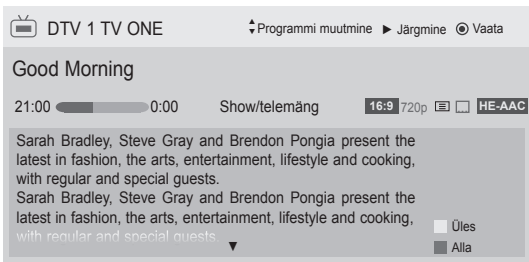 DTV 1 TV ONE Programmi muutmine Järgmine Vaata
Good Morning
21:00 0:00 Show/telemäng 16:9 720p HE-AAC
Sarah Bradley, Steve Gray and Brendon Pongia present the
latest in fashion, the arts, entertainment, lifestyle and cooking,
with regular and special guests.
Sarah Bradley, Steve Gray and Brendon Pongia present the
latest in fashion, the arts, entertainment, lifestyle and cooking,
with regular and special guests.
Üles
Alla